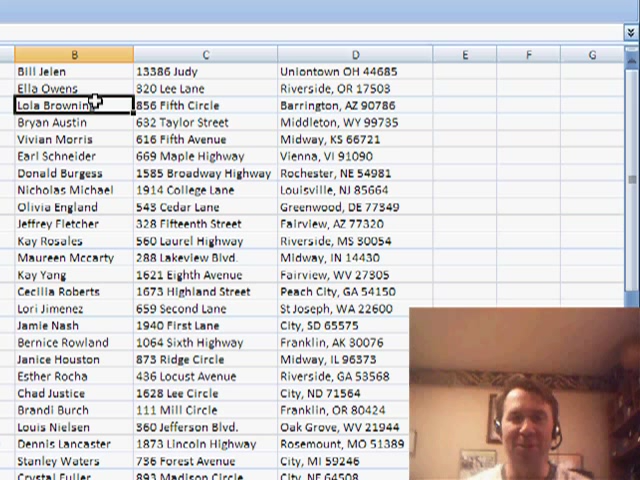 B C D E F G
Bill Jelen 13386 Judy Uniontown OH 44685
Ella Owens 320 Lee Lane Riverside, OR 17503
Lola Browning 856 Fifth Circle Barrington, AZ 90786
Bryan Austin 632 Taylor Street Middleton, WY 99735
Vivian Morris 616 Fifth Avenue Midway, KS 66721
Earl Schneider 669 Maple Highway Vienna, VI 91090
Donald Burgess 1585 Broadway Highway Rochester, NE 54981
Nicholas Michael 1914 College Lane Louisville, NJ 85664
Olivia England 543 Cedar Lane Greenwood, DE 77349
Jeffrey Fletcher 328 Fifteenth Street Fairview, AZ 77320
Kay Rosales 560 Laurel Highway Riverside, MS 30054
Maureen Mccarty 288 Lakeview Blvd. Midway, IN 14430
Kay Yang 1621 Eighth Avenue Fairview, WV 27305
Cecilia Roberts 1673 Highland Street Peach City, GA 54150
Lori Jimenez 659 Second Lane St Joseph, WA 22600
Jamie Nash 1940 First Lane City, SD 65575
Bernice Rowland 1064 Sixth Highway Franklin, AK 30076
Janice Houston 873 Ridge Circle Midway, IL 96373
Esther Rocha 436 Locust Avenue Riverside, GA 53568
Chad Justice 1628 Lee Circle City, ND 71564
Brandi Burch 111 Mill Circle Franklin, OR 80424
Louis Nielsen 360 Jefferson Blvd. Oak Grove, WV 21944
Dennis Lancaster 1873 Lincoln Highway Rosemount, MO 51389
Stanley Waters 736 Forest Avenue City, MI 59246
Crystal Fuller 893 Madison Circle City, NE 64508